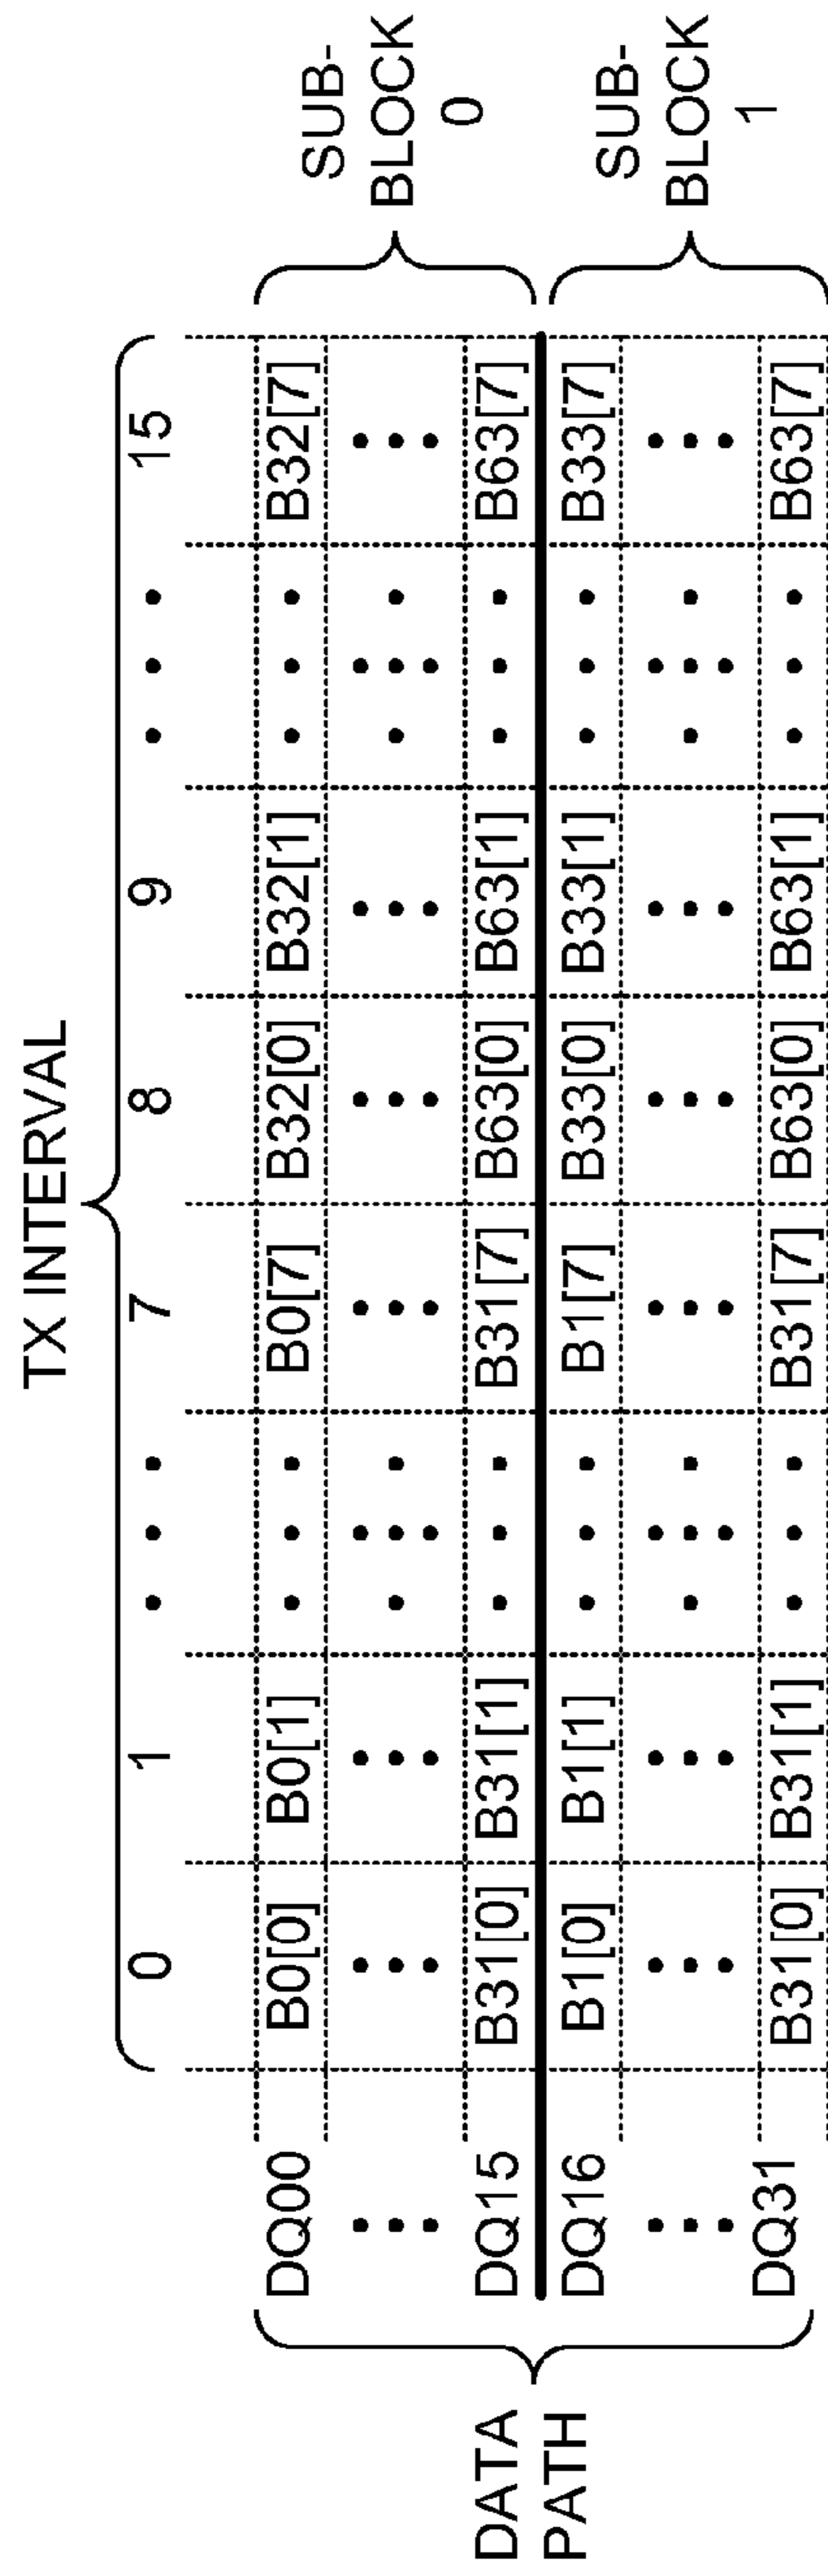 TX INTERVAL
0 1 • • • 7 8 9 • • • 15
DQ00 B0[0] B0[1] • • • B0[7] B32[0] B32[1] • • • B32[7]
DQ15 B31[0] B31[1] • • • B31[7] B63[0] B63[1] • • • B63[7]
DQ16 B1[0] B1[1] • • • B1[7] B33[0] B33[1] • • • B33[7]
DQ31 B31[0] B31[1] • • • B31[7] B63[0] B63[1] • • • B63[7]
DATA
PATH
SUB-
BLOCK
0
SUB-
BLOCK
1